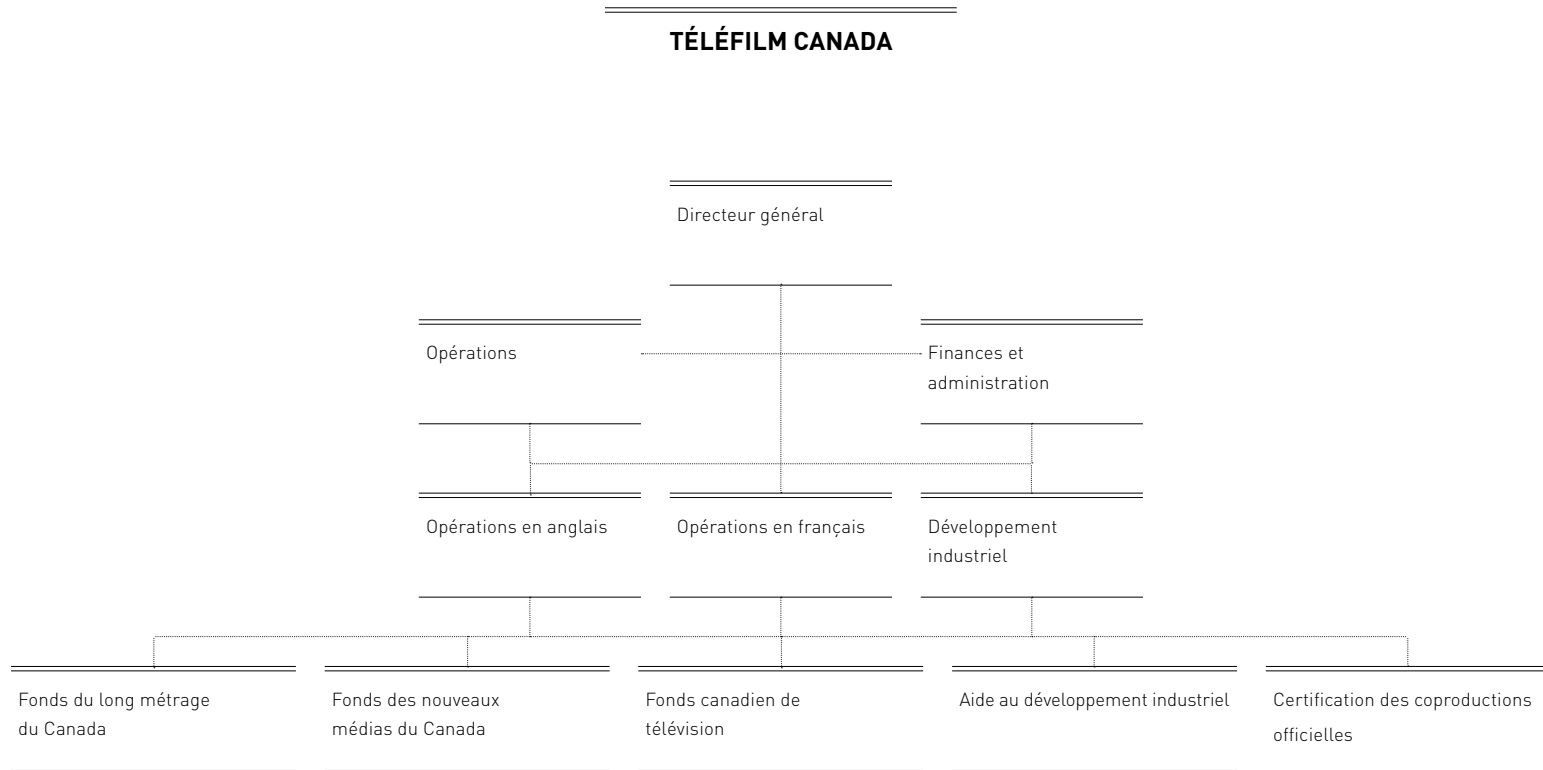 TÉLÉFILM CANADA
Directeur général
Opérations
Finances et
administration
Opérations en anglais
Opérations en français
Développement
industriel
Fonds du long métrage
du Canada
Fonds des nouveaux
médias du Canada
Fonds canadien de
télévision
Aide au développement industriel
Certification des coproductions
officielles